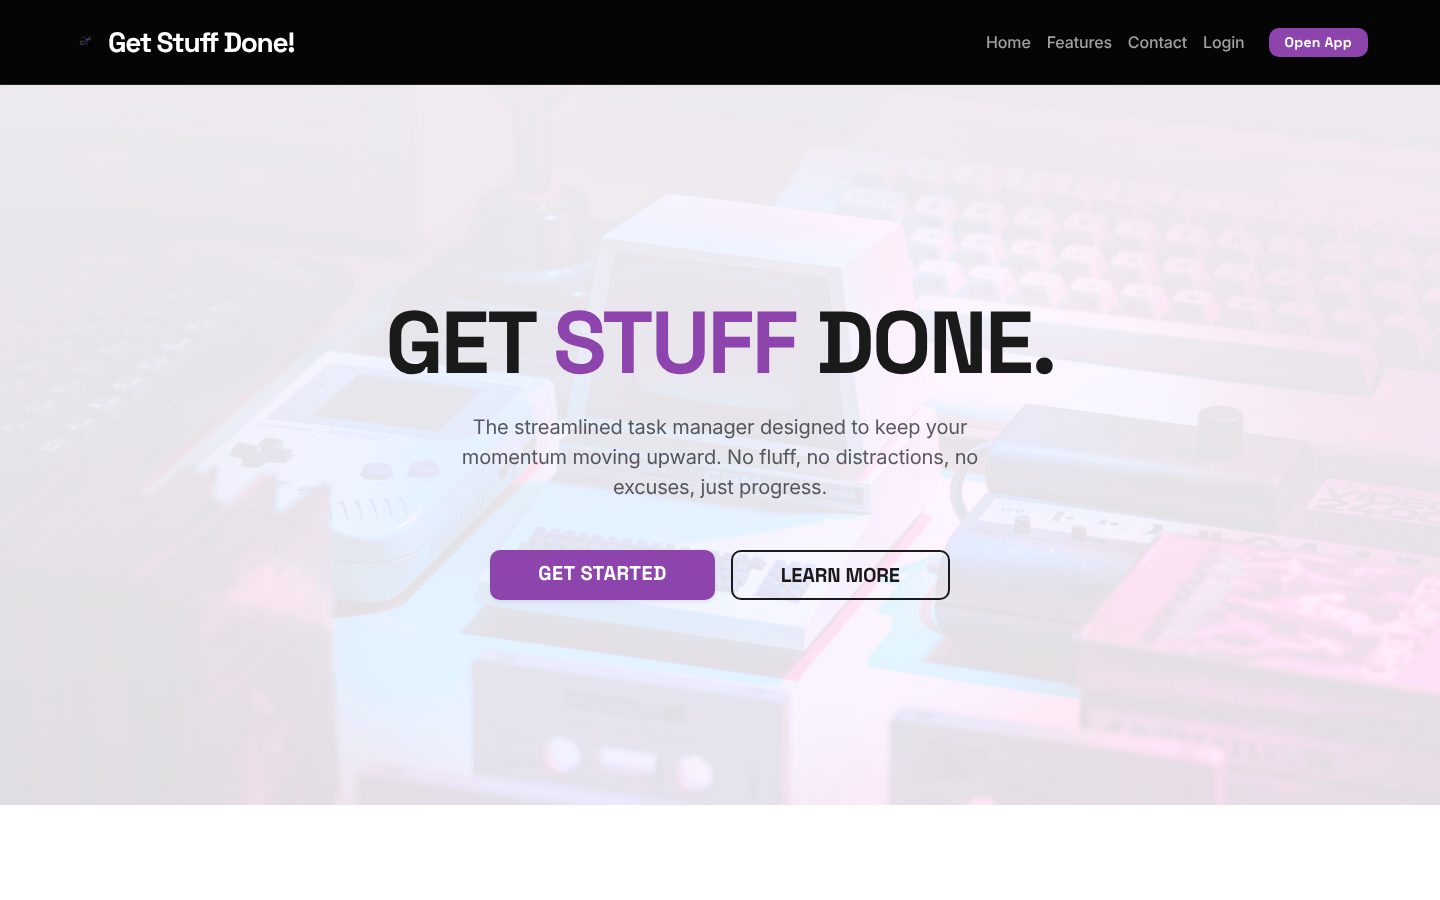 Get Stuff Done!
Home Features Contact Login Open App
GET STUFF DONE.
The streamlined task manager designed to keep your
momentum moving upward. No fluff, no distractions, no
excuses, just progress.
GET STARTED
LEARN MORE